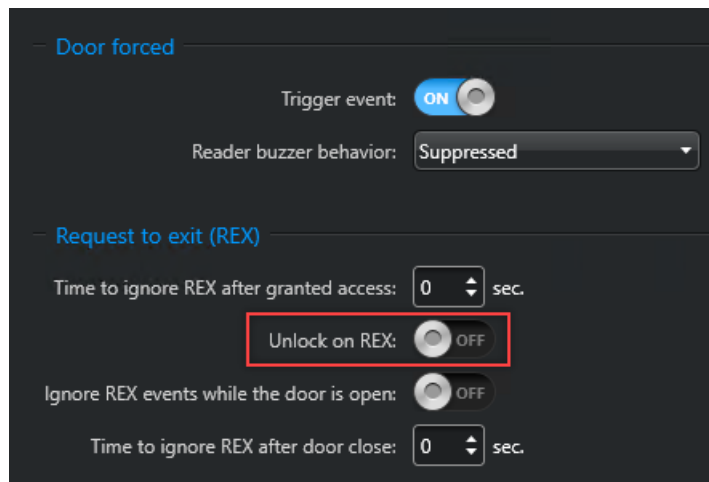 Door forced
Trigger event: ON
Reader buzzer behavior: Suppressed
Request to exit (REX)
Time to ignore REX after granted access: 0 sec.
Unlock on REX: OFF
Ignore REX events while the door is open: OFF
Time to ignore REX after door close: 0 sec.